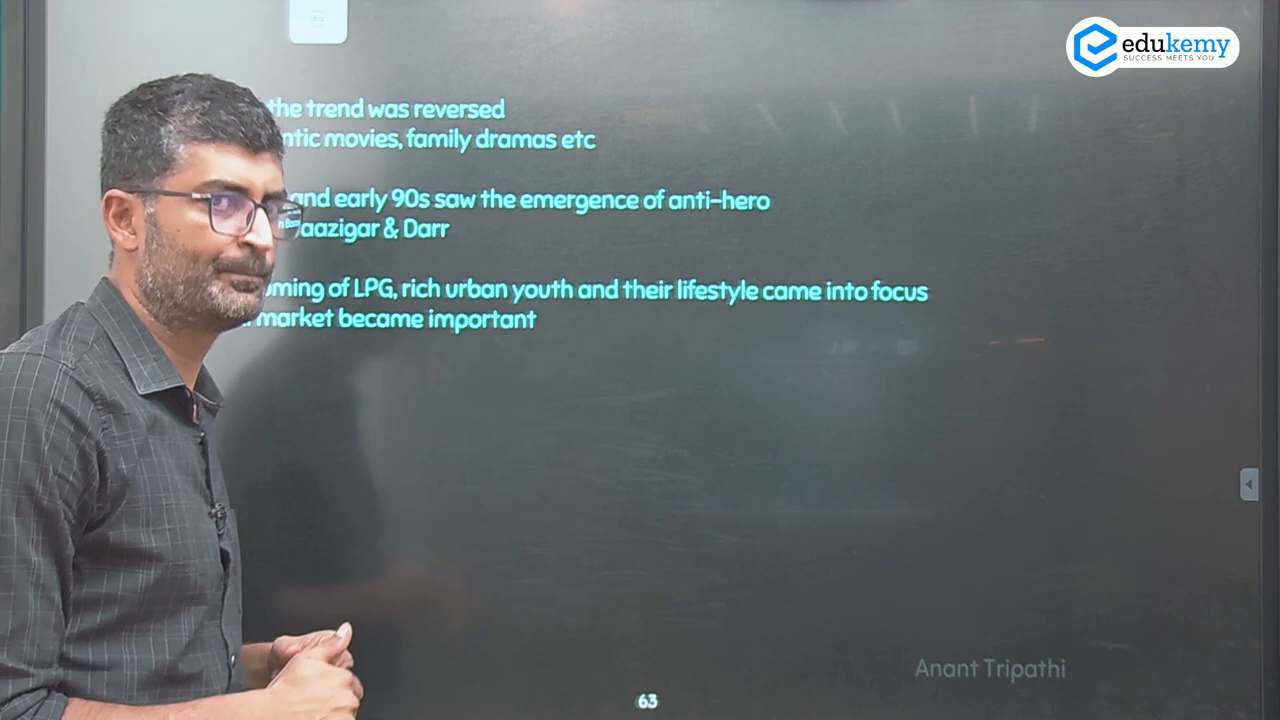 edukemy
SUCCESS MEETS YOU
the trend was reversed
ntic movies, family dramas etc
and early 90s saw the emergence of anti-hero
aazigar & Darr
oming of LPG, rich urban youth and their lifestyle came into focus
market became important
Anant Tripathi
63